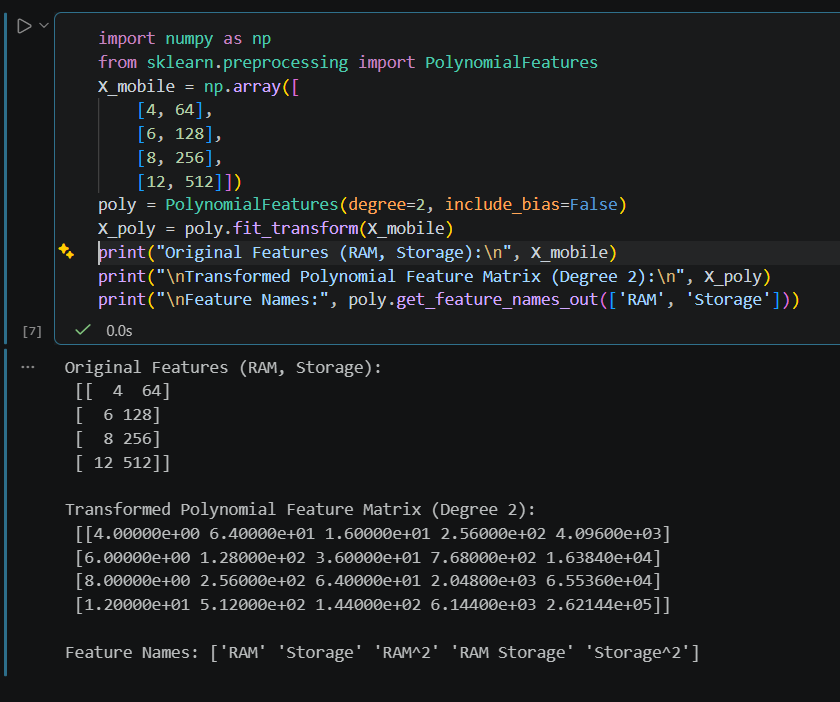 import numpy as np
from sklearn.preprocessing import PolynomialFeatures
X_mobile = np.array([
    [4, 64],
    [6, 128],
    [8, 256],
    [12, 512]])
poly = PolynomialFeatures(degree=2, include_bias=False)
X_poly = poly.fit_transform(X_mobile)
print("Original Features (RAM, Storage):\n", X_mobile)
print("\nTransformed Polynomial Feature Matrix (Degree 2):\n", X_poly)
print("\nFeature Names:", poly.get_feature_names_out(['RAM', 'Storage']))
[7] 0.0s
... Original Features (RAM, Storage):
 [[  4  64]
 [  6 128]
 [  8 256]
 [ 12 512]]

Transformed Polynomial Feature Matrix (Degree 2):
 [[4.00000e+00 6.40000e+01 1.60000e+01 2.56000e+02 4.09600e+03]
 [6.00000e+00 1.28000e+02 3.60000e+01 7.68000e+02 1.63840e+04]
 [8.00000e+00 2.56000e+02 6.40000e+01 2.04800e+03 6.55360e+04]
 [1.20000e+01 5.12000e+02 1.44000e+02 6.14400e+03 2.62144e+05]]

Feature Names: ['RAM' 'Storage' 'RAM^2' 'RAM Storage' 'Storage^2']